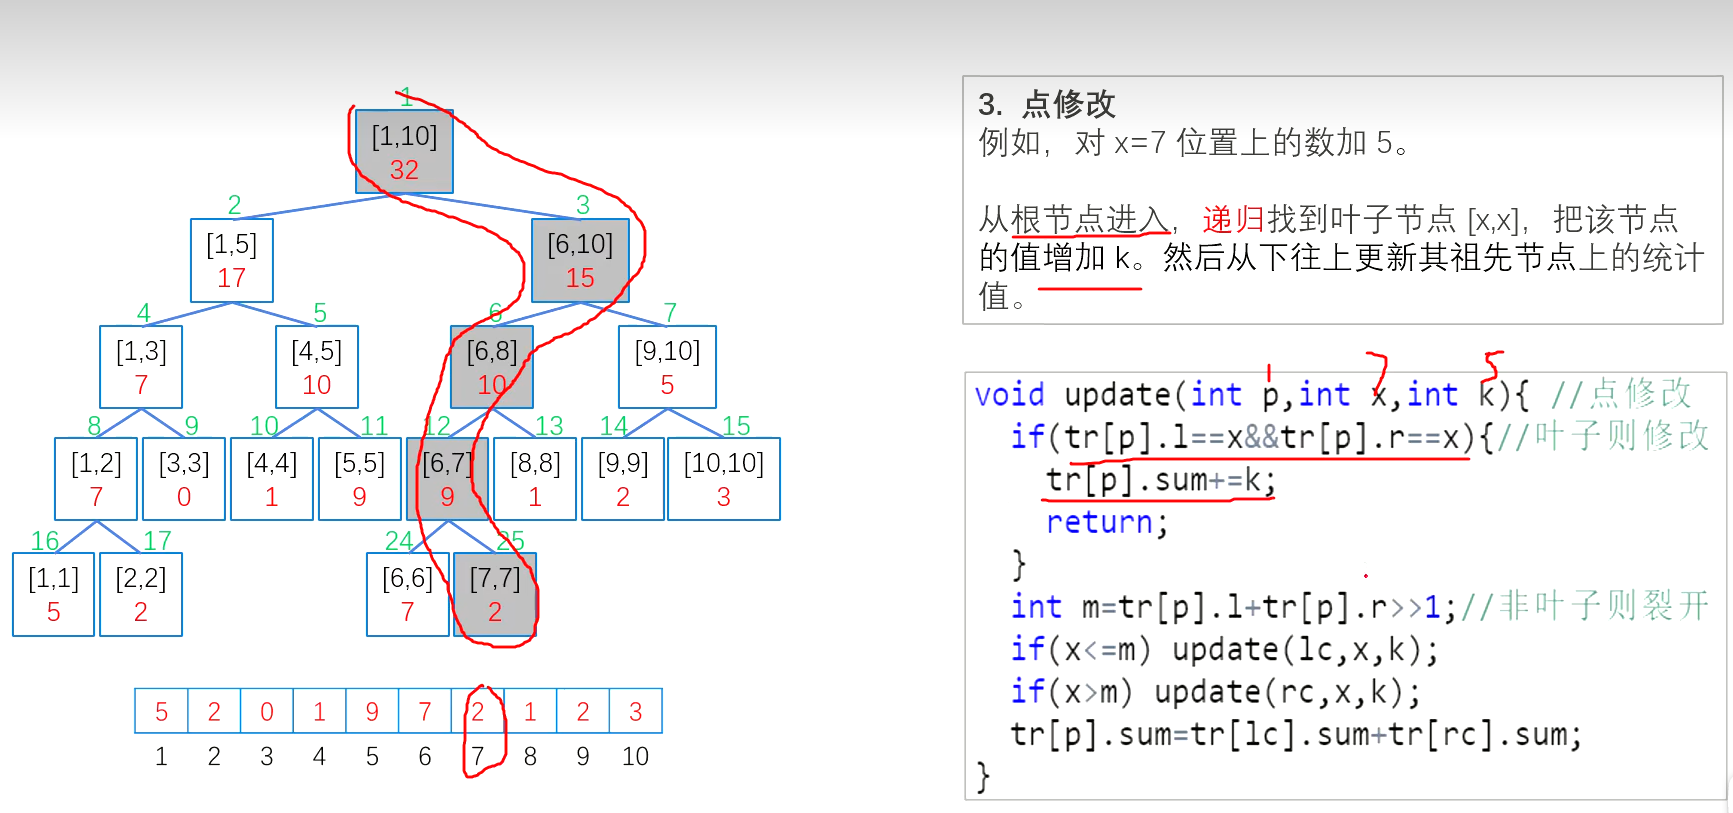 1
[1,10]
32
2 3
[1,5] [6,10]
17 15
4 5 6 7
[1,3] [4,5] [6,8] [9,10]
7 10 10 5
8 9 10 11 12 13 14 15
[1,2] [3,3] [4,4] [5,5] [6,7] [8,8] [9,9] [10,10]
7 0 1 9 9 1 2 3
16 17 24 25
[1,1] [2,2] [6,6] [7,7]
5 2 7 2
5 2 0 1 9 7 2 1 2 3
1 2 3 4 5 6 7 8 9 10
3. 点修改
例如，对 x=7 位置上的数加 5。
从根节点进入，递归找到叶子节点 [x,x]，把该节点
的值增加 k。然后从下往上更新其祖先节点上的统计
值。
1 7 5
void update(int p,int x,int k){ //点修改
if(tr[p].l==x&&tr[p].r==x){//叶子则修改
tr[p].sum+=k;
return;
}
int m=tr[p].l+tr[p].r>>1;//非叶子则裂开
if(x<=m) update(lc,x,k);
if(x>m) update(rc,x,k);
tr[p].sum=tr[lc].sum+tr[rc].sum;
}